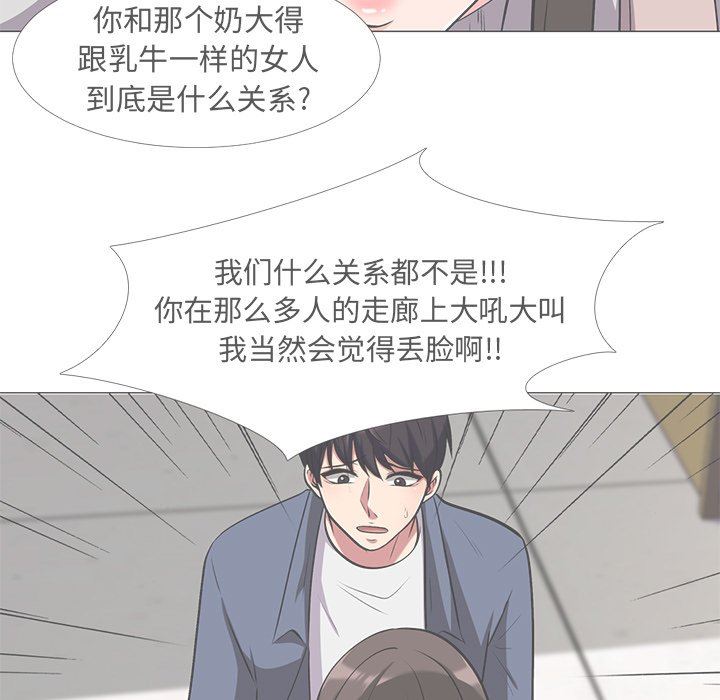 你和那个奶大得
跟乳牛一样的女人
到底是什么关系?
我们什么关系都不是!!!
你在那么多人的走廊上大吼大叫
我当然会觉得丢脸啊!!